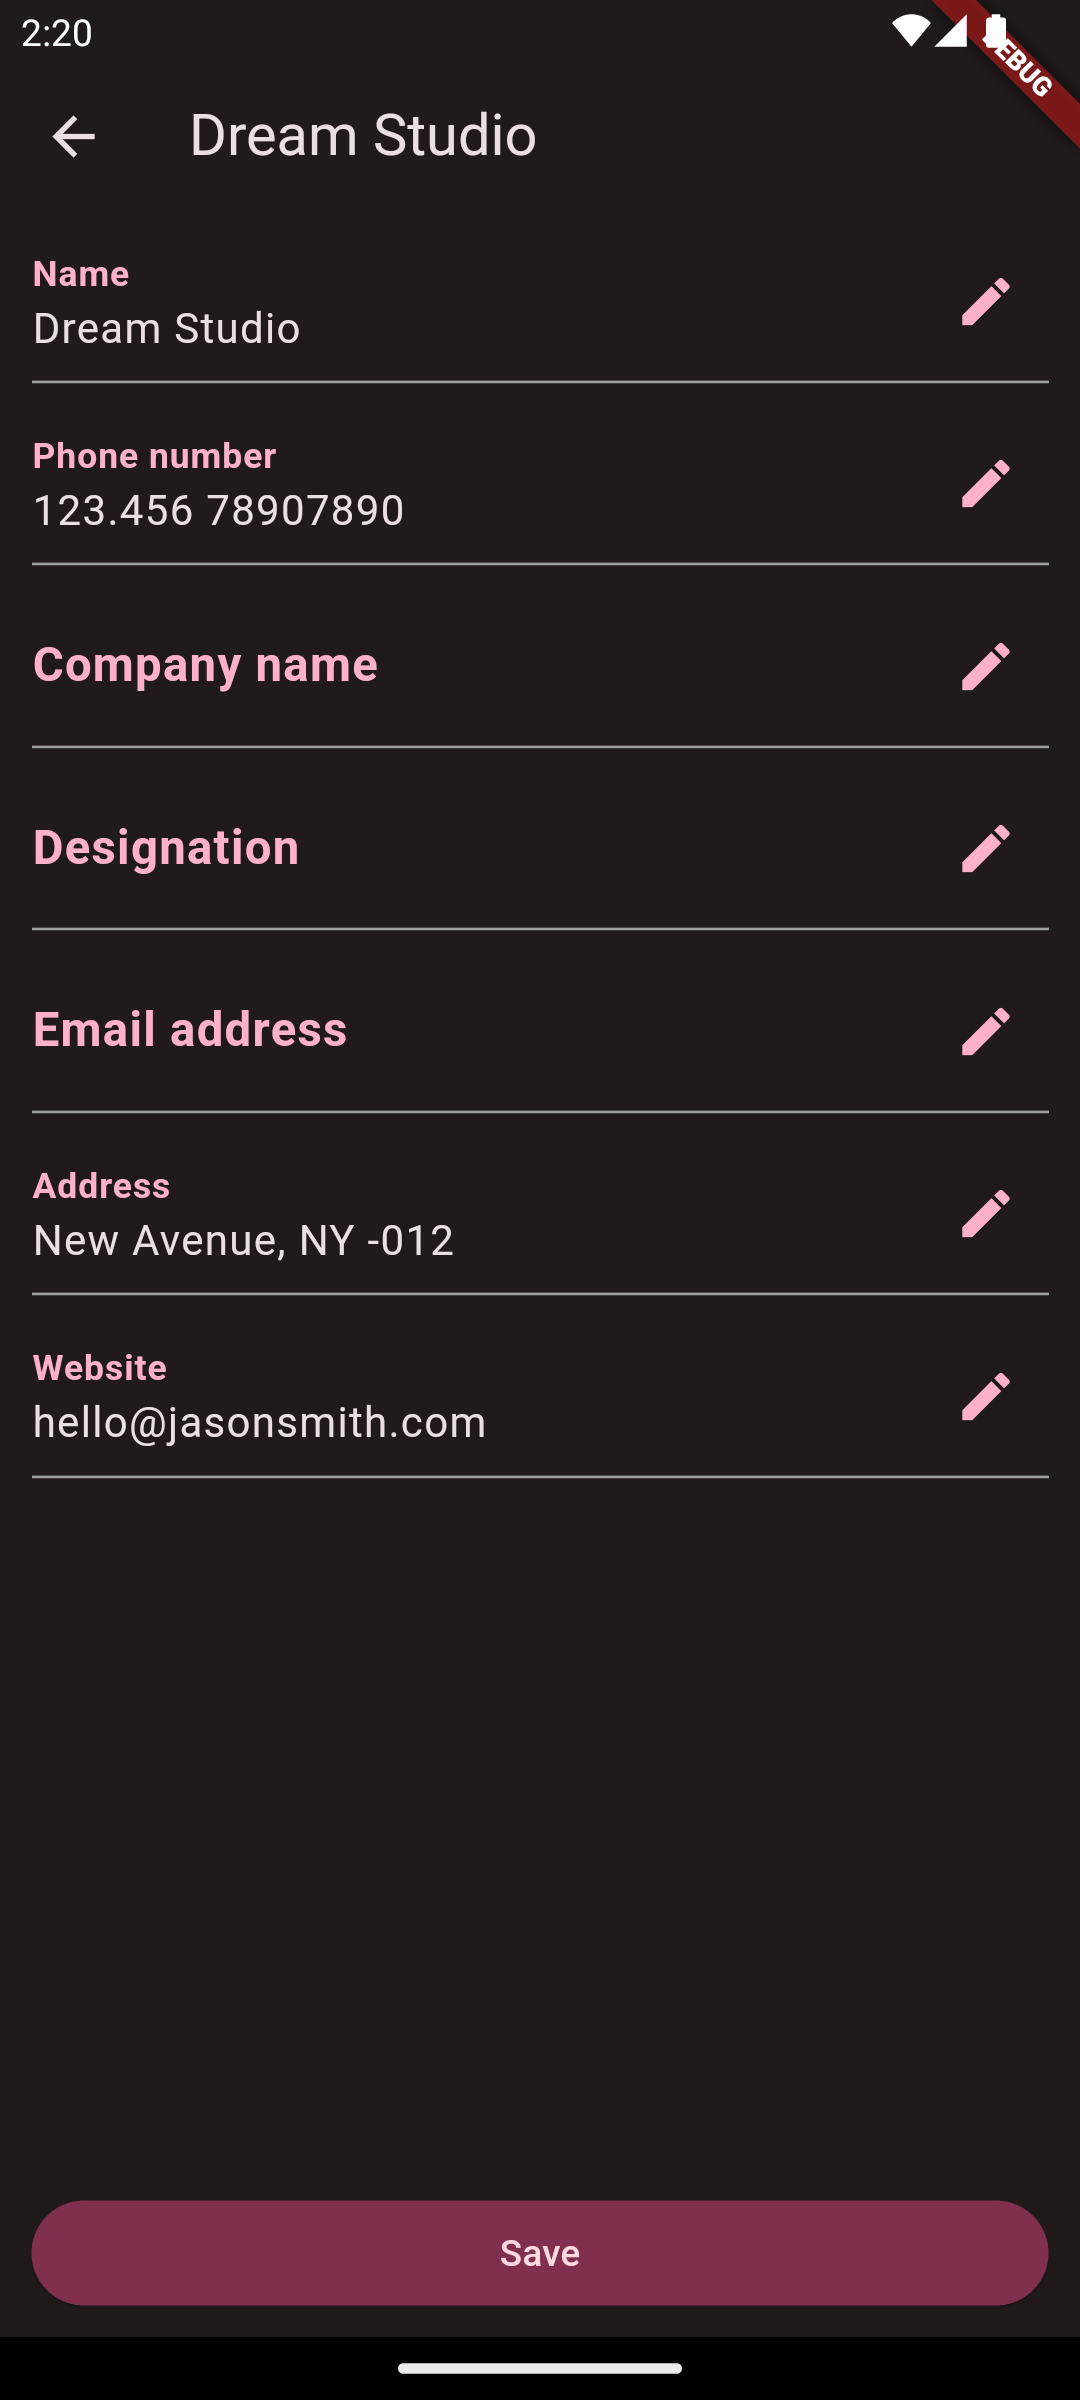 2:20
DEBUG
Dream Studio
Name
Dream Studio
Phone number
123.456 78907890
Company name
Designation
Email address
Address
New Avenue, NY -012
Website
hello@jasonsmith.com
Save